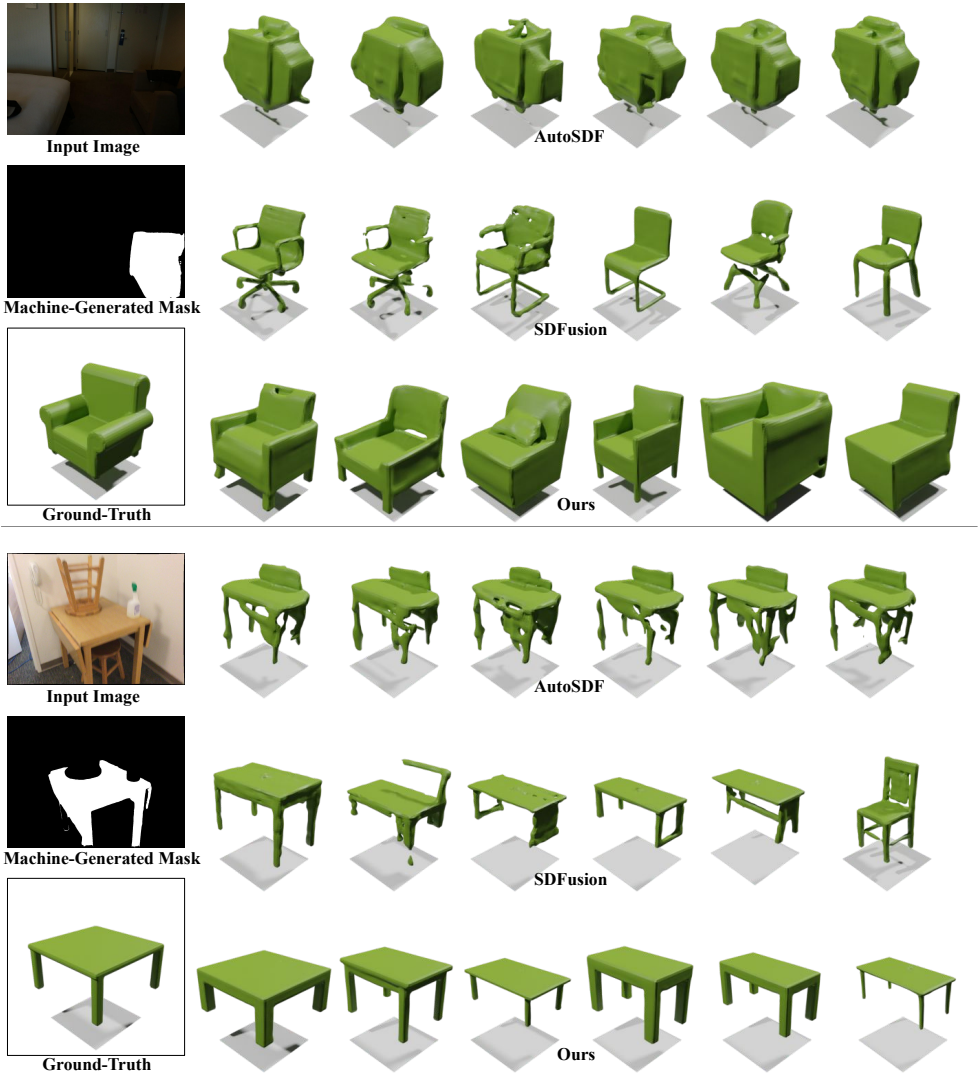 Input Image
AutoSDF
Machine-Generated Mask
SDFusion
Ground-Truth
Ours
Input Image
AutoSDF
Machine-Generated Mask
SDFusion
Ground-Truth
Ours